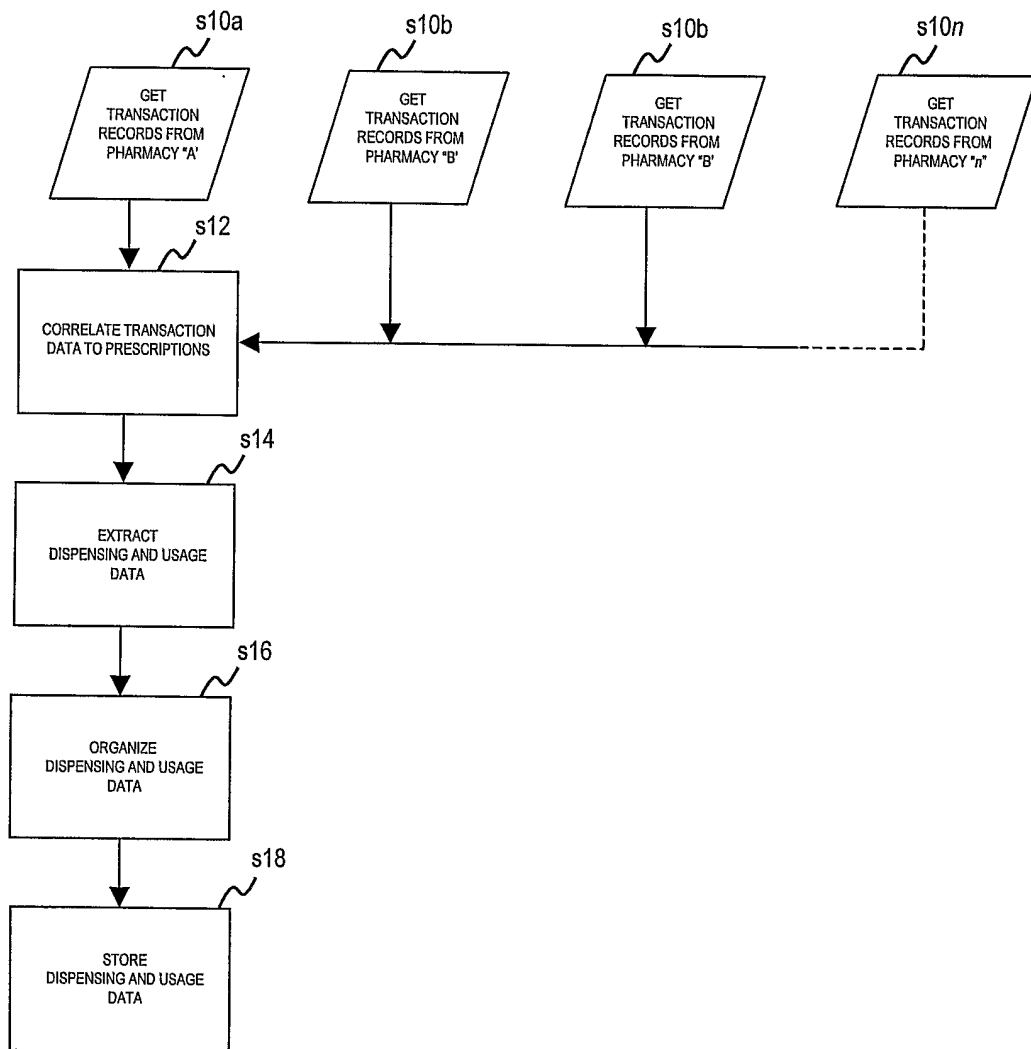 s10a
s10b
s10b
s10n
GET
TRANSACTION
RECORDS FROM
PHARMACY "A'
GET
TRANSACTION
RECORDS FROM
PHARMACY "B'
GET
TRANSACTION
RECORDS FROM
PHARMACY "B'
GET
TRANSACTION
RECORDS FROM
PHARMACY "n"
s12
CORRELATE TRANSACTION
DATA TO PRESCRIPTIONS
s14
EXTRACT
DISPENSING AND USAGE
DATA
s16
ORGANIZE
DISPENSING AND USAGE
DATA
s18
STORE
DISPENSING AND USAGE
DATA